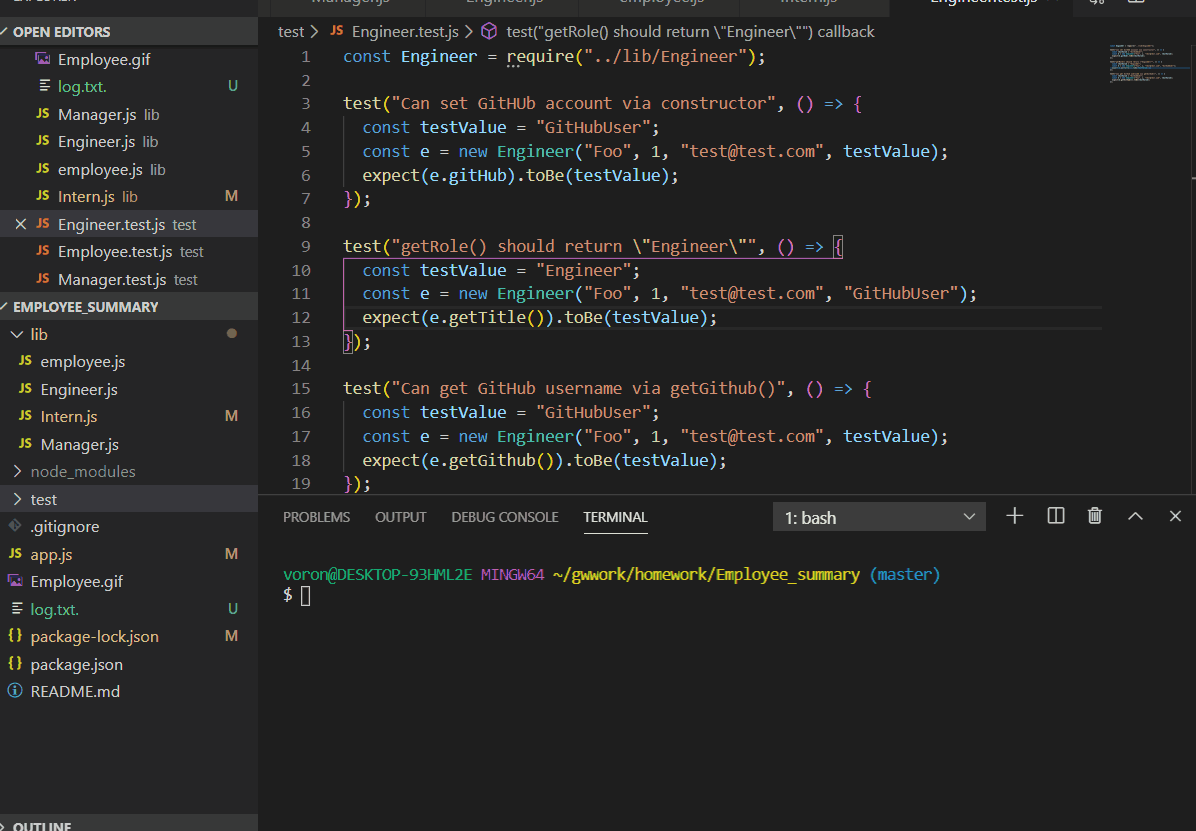 OPEN EDITORS
Employee.gif
log.txt. U
JS Manager.js lib
JS Engineer.js lib
JS employee.js lib
JS Intern.js lib M
JS Engineer.test.js test
JS Employee.test.js test
JS Manager.test.js test
EMPLOYEE_SUMMARY
lib
JS employee.js
JS Engineer.js
JS Intern.js M
JS Manager.js
node_modules
test
.gitignore
JS app.js M
Employee.gif
log.txt. U
{} package-lock.json M
{} package.json
README.md
OUTLINE
test > JS Engineer.test.js > test("getRole() should return \"Engineer\"") callback
1 const Engineer = require("../lib/Engineer");
2
3 test("Can set GitHUb account via constructor", () => {
4 const testValue = "GitHubUser";
5 const e = new Engineer("Foo", 1, "test@test.com", testValue);
6 expect(e.gitHub).toBe(testValue);
7 });
8
9 test("getRole() should return \"Engineer\"", () => {
10 const testValue = "Engineer";
11 const e = new Engineer("Foo", 1, "test@test.com", "GitHubUser");
12 expect(e.getTitle()).toBe(testValue);
13 });
14
15 test("Can get GitHub username via getGithub()", () => {
16 const testValue = "GitHubUser";
17 const e = new Engineer("Foo", 1, "test@test.com", testValue);
18 expect(e.getGithub()).toBe(testValue);
19 });
PROBLEMS OUTPUT DEBUG CONSOLE TERMINAL 1: bash
voron@DESKTOP-93HML2E MINGW64 ~/gwwork/homework/Employee_summary (master)
$